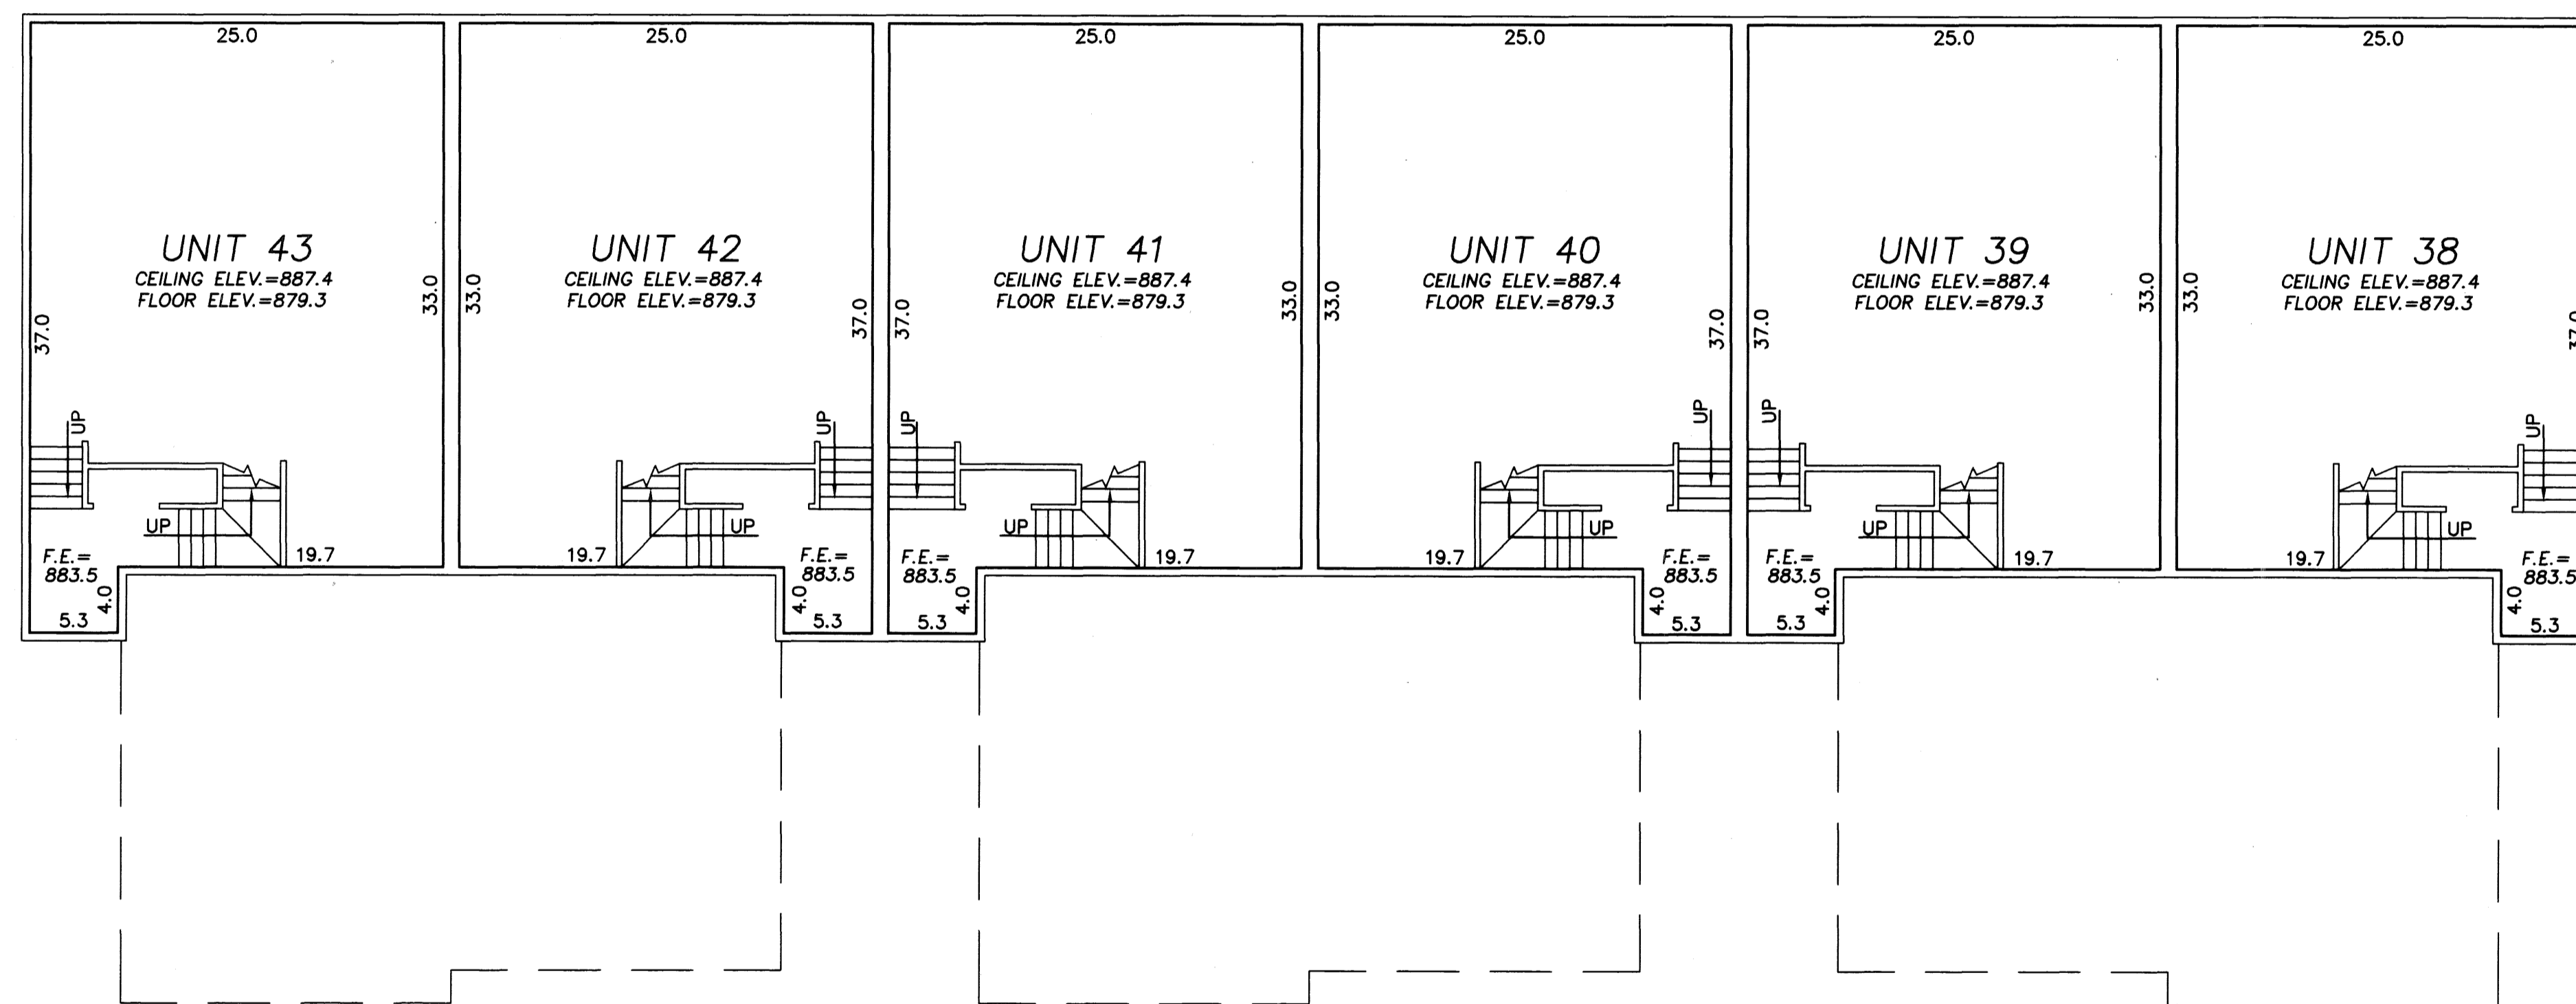 25.0 25.0 25.0 25.0 25.0 25.0
UNIT 43
CEILING ELEV.=887.4
FLOOR ELEV.=879.3
37.0
33.0
UP
UP
19.7
F.E.=
883.5
4.0
5.3
UNIT 42
CEILING ELEV.=887.4
FLOOR ELEV.=879.3
33.0
37.0
UP
UP
19.7
F.E.=
883.5
4.0
5.3
UNIT 41
CEILING ELEV.=887.4
FLOOR ELEV.=879.3
37.0
33.0
UP
UP
19.7
F.E.=
883.5
4.0
5.3
UNIT 40
CEILING ELEV.=887.4
FLOOR ELEV.=879.3
33.0
37.0
UP
UP
19.7
F.E.=
883.5
4.0
5.3
UNIT 39
CEILING ELEV.=887.4
FLOOR ELEV.=879.3
37.0
33.0
UP
UP
19.7
F.E.=
883.5
4.0
5.3
UNIT 38
CEILING ELEV.=887.4
FLOOR ELEV.=879.3
33.0
37.0
UP
UP
19.7
F.E.=
883.5
4.0
5.3